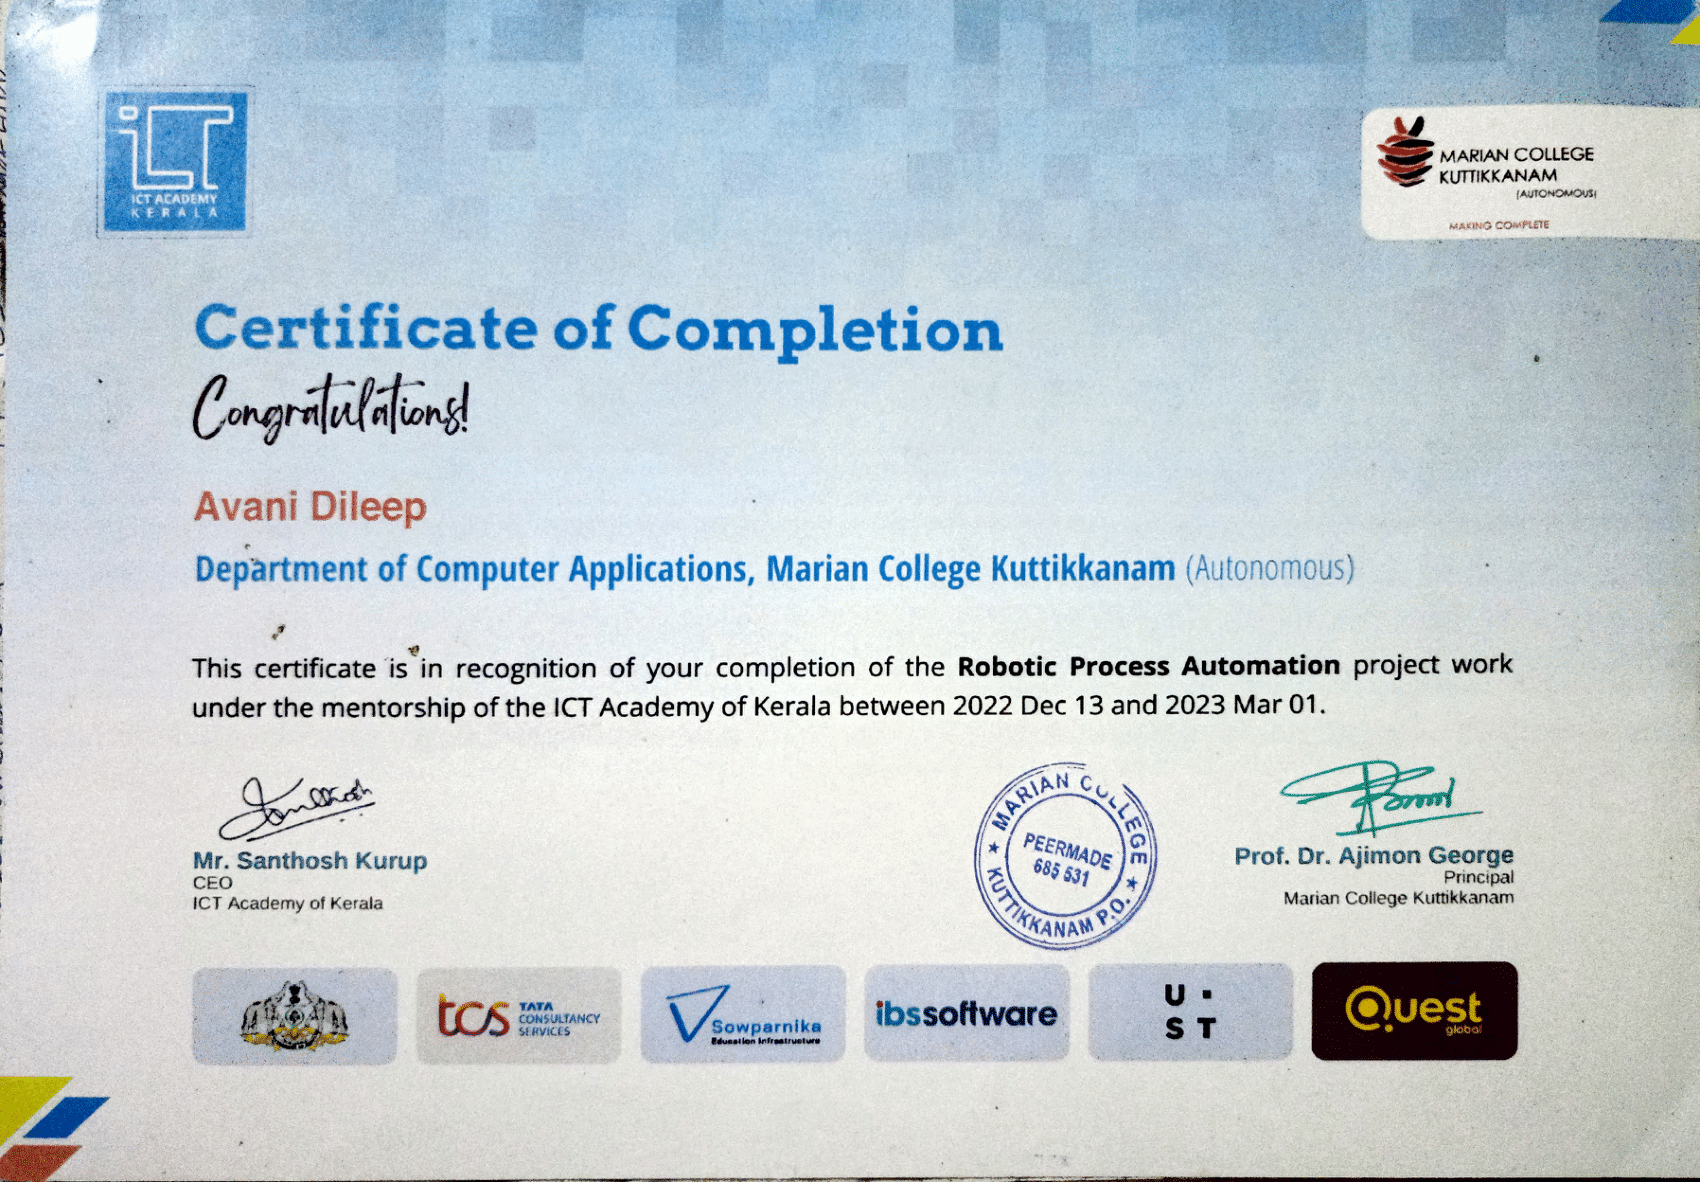 ICT ACADEMY
KERALA
MARIAN COLLEGE
KUTTIKKANAM
(AUTONOMOUS)
MAKING COMPLETE
Certificate of Completion
Congratulations!
Avani Dileep
Department of Computer Applications, Marian College Kuttikkanam (Autonomous)
This certificate is in recognition of your completion of the Robotic Process Automation project work
under the mentorship of the ICT Academy of Kerala between 2022 Dec 13 and 2023 Mar 01.
Santhosh
Mr. Santhosh Kurup
CEO
ICT Academy of Kerala
MARIAN COLLEGE
PEERMADE
685 531
KUTTIKKANAM P.O.
Prof. Dr. Ajimon George
Principal
Marian College Kuttikkanam
tcs TATA
CONSULTANCY
SERVICES
Sowparnika
Education Infrastructure
ibssoftware
U·
ST
Quest
global